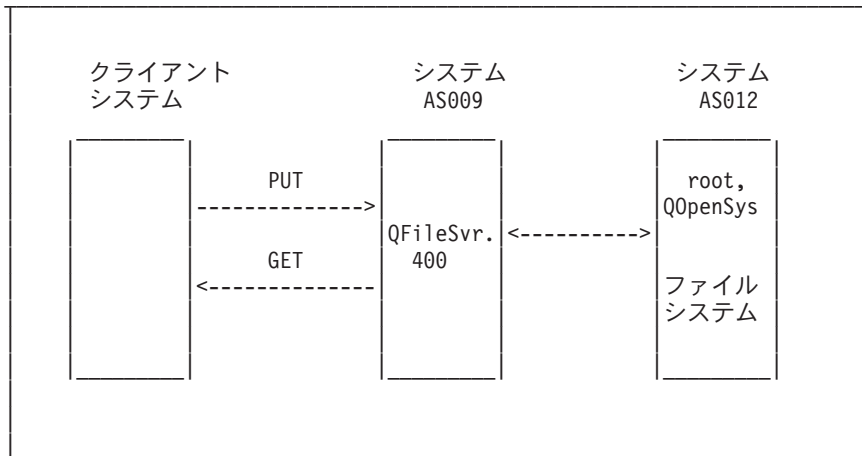 クライアント
システム
システム
AS009
システム
AS012
PUT
GET
QFileSvr.
400
root,
QOpenSys
ファイル
システム